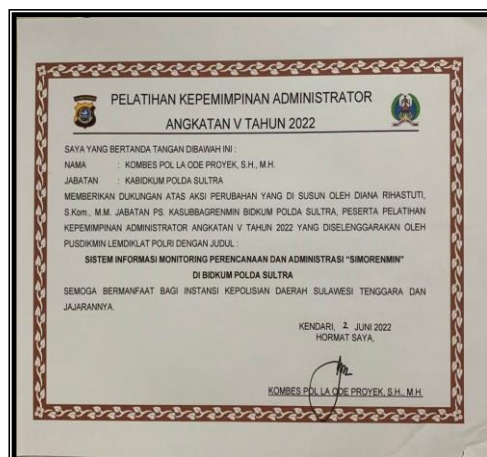 PELATIHAN KEPEMIMPINAN ADMINISTRATOR
ANGKATAN V TAHUN 2022
SAYA YANG BERTANDA TANGAN DIBAWAH INI :
NAMA : KOMBES POL LA ODE PROYEK, S.H., M.H.
JABATAN : KABIDKUM POLDA SULTRA
MEMBERIKAN DUKUNGAN ATAS AKSI PERUBAHAN YANG DI SUSUN OLEH DIANA RIHASTUTI,
S.Kom., M.M. JABATAN PS. KASUBBAGRENMIN BIDKUM POLDA SULTRA, PESERTA PELATIHAN
KEPEMIMPINAN ADMINISTRATOR ANGKATAN V TAHUN 2022 YANG DISELENGGARAKAN OLEH
PUSDIKMIN LEMDIKLAT POLRI DENGAN JUDUL :
SISTEM INFORMASI MONITORING PERENCANAAN DAN ADMINISTRASI "SIMORENMIN"
DI BIDKUM POLDA SULTRA
SEMOGA BERMANFAAT BAGI INSTANSI KEPOLISIAN DAERAH SULAWESI TENGGARA DAN
JAJARANNYA.
KENDARI, 2 JUNI 2022
HORMAT SAYA,
KOMBES POL LA ODE PROYEK, S.H., M.H.